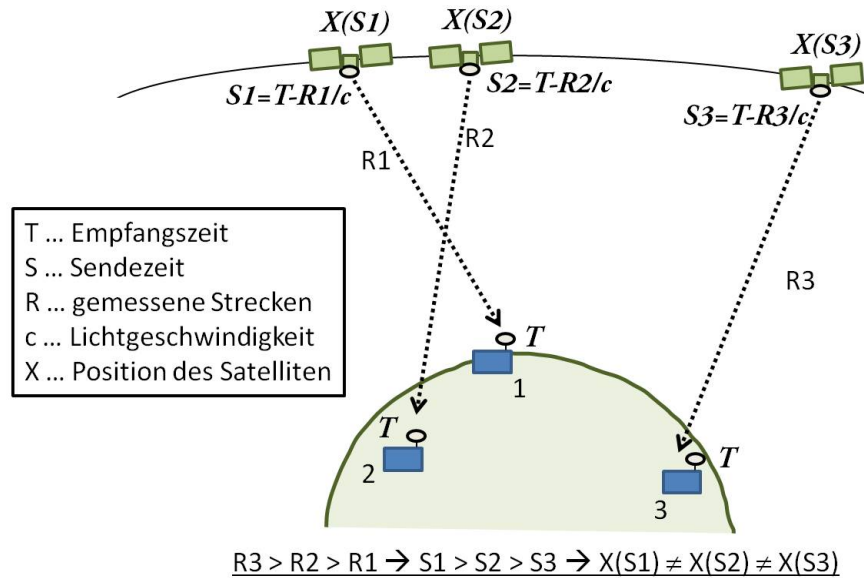 X(S1)
X(S2)
X(S3)
S1=T-R1/c
S2=T-R2/c
S3=T-R3/c
R1
R2
R3
T ... Empfangszeit
S ... Sendezeit
R ... gemessene Strecken
c ... Lichtgeschwindigkeit
X ... Position des Satelliten
T
1
T
2
T
3
R3 > R2 > R1 → S1 > S2 > S3 → X(S1) ≠ X(S2) ≠ X(S3)